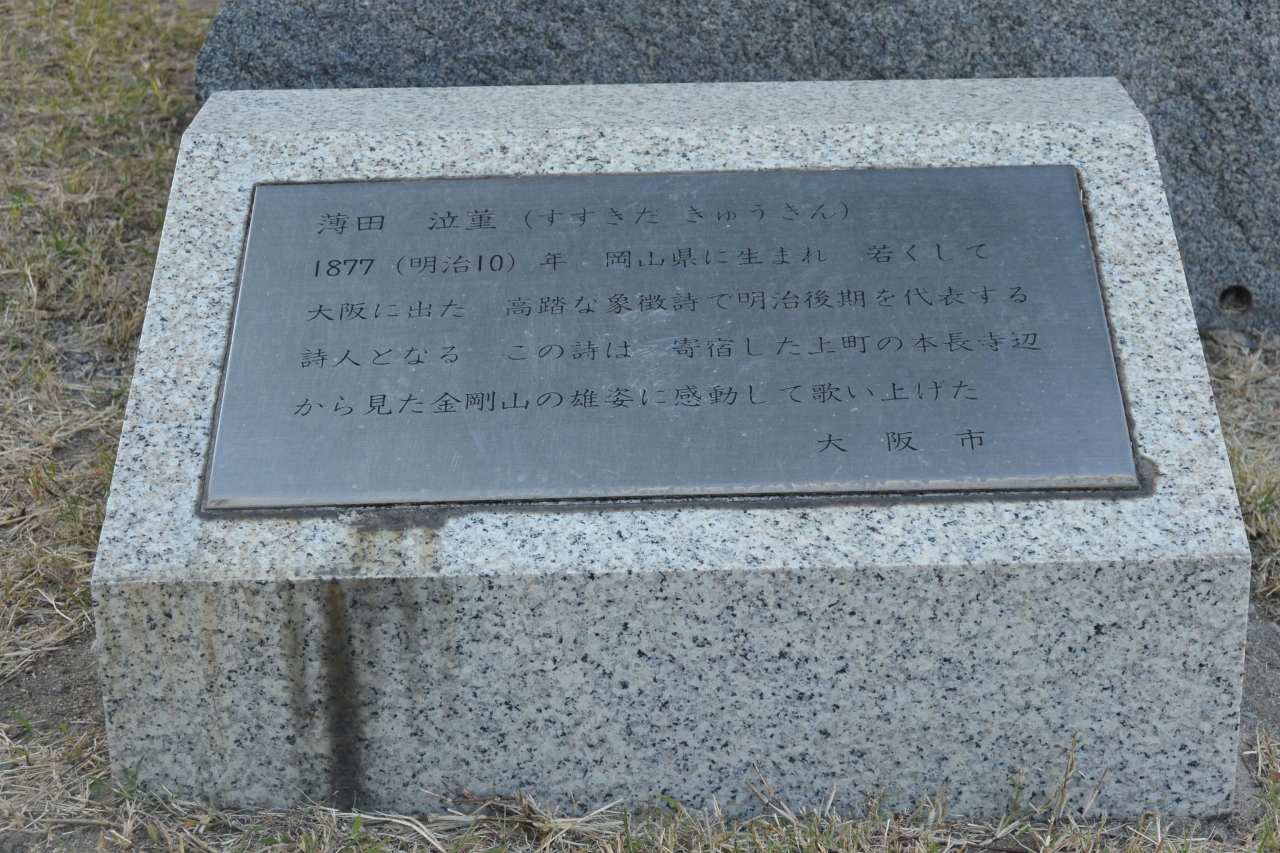 薄田　泣菫（すすきだ きゅうきん）
1877（明治10）年　岡山県に生まれ　若くして
大阪に出た　高踏な象徴詩で明治後期を代表する
詩人となる　この詩は　寄宿した上町の本長寺辺
から見た金剛山の雄姿に感動して歌い上げた
大　阪　市